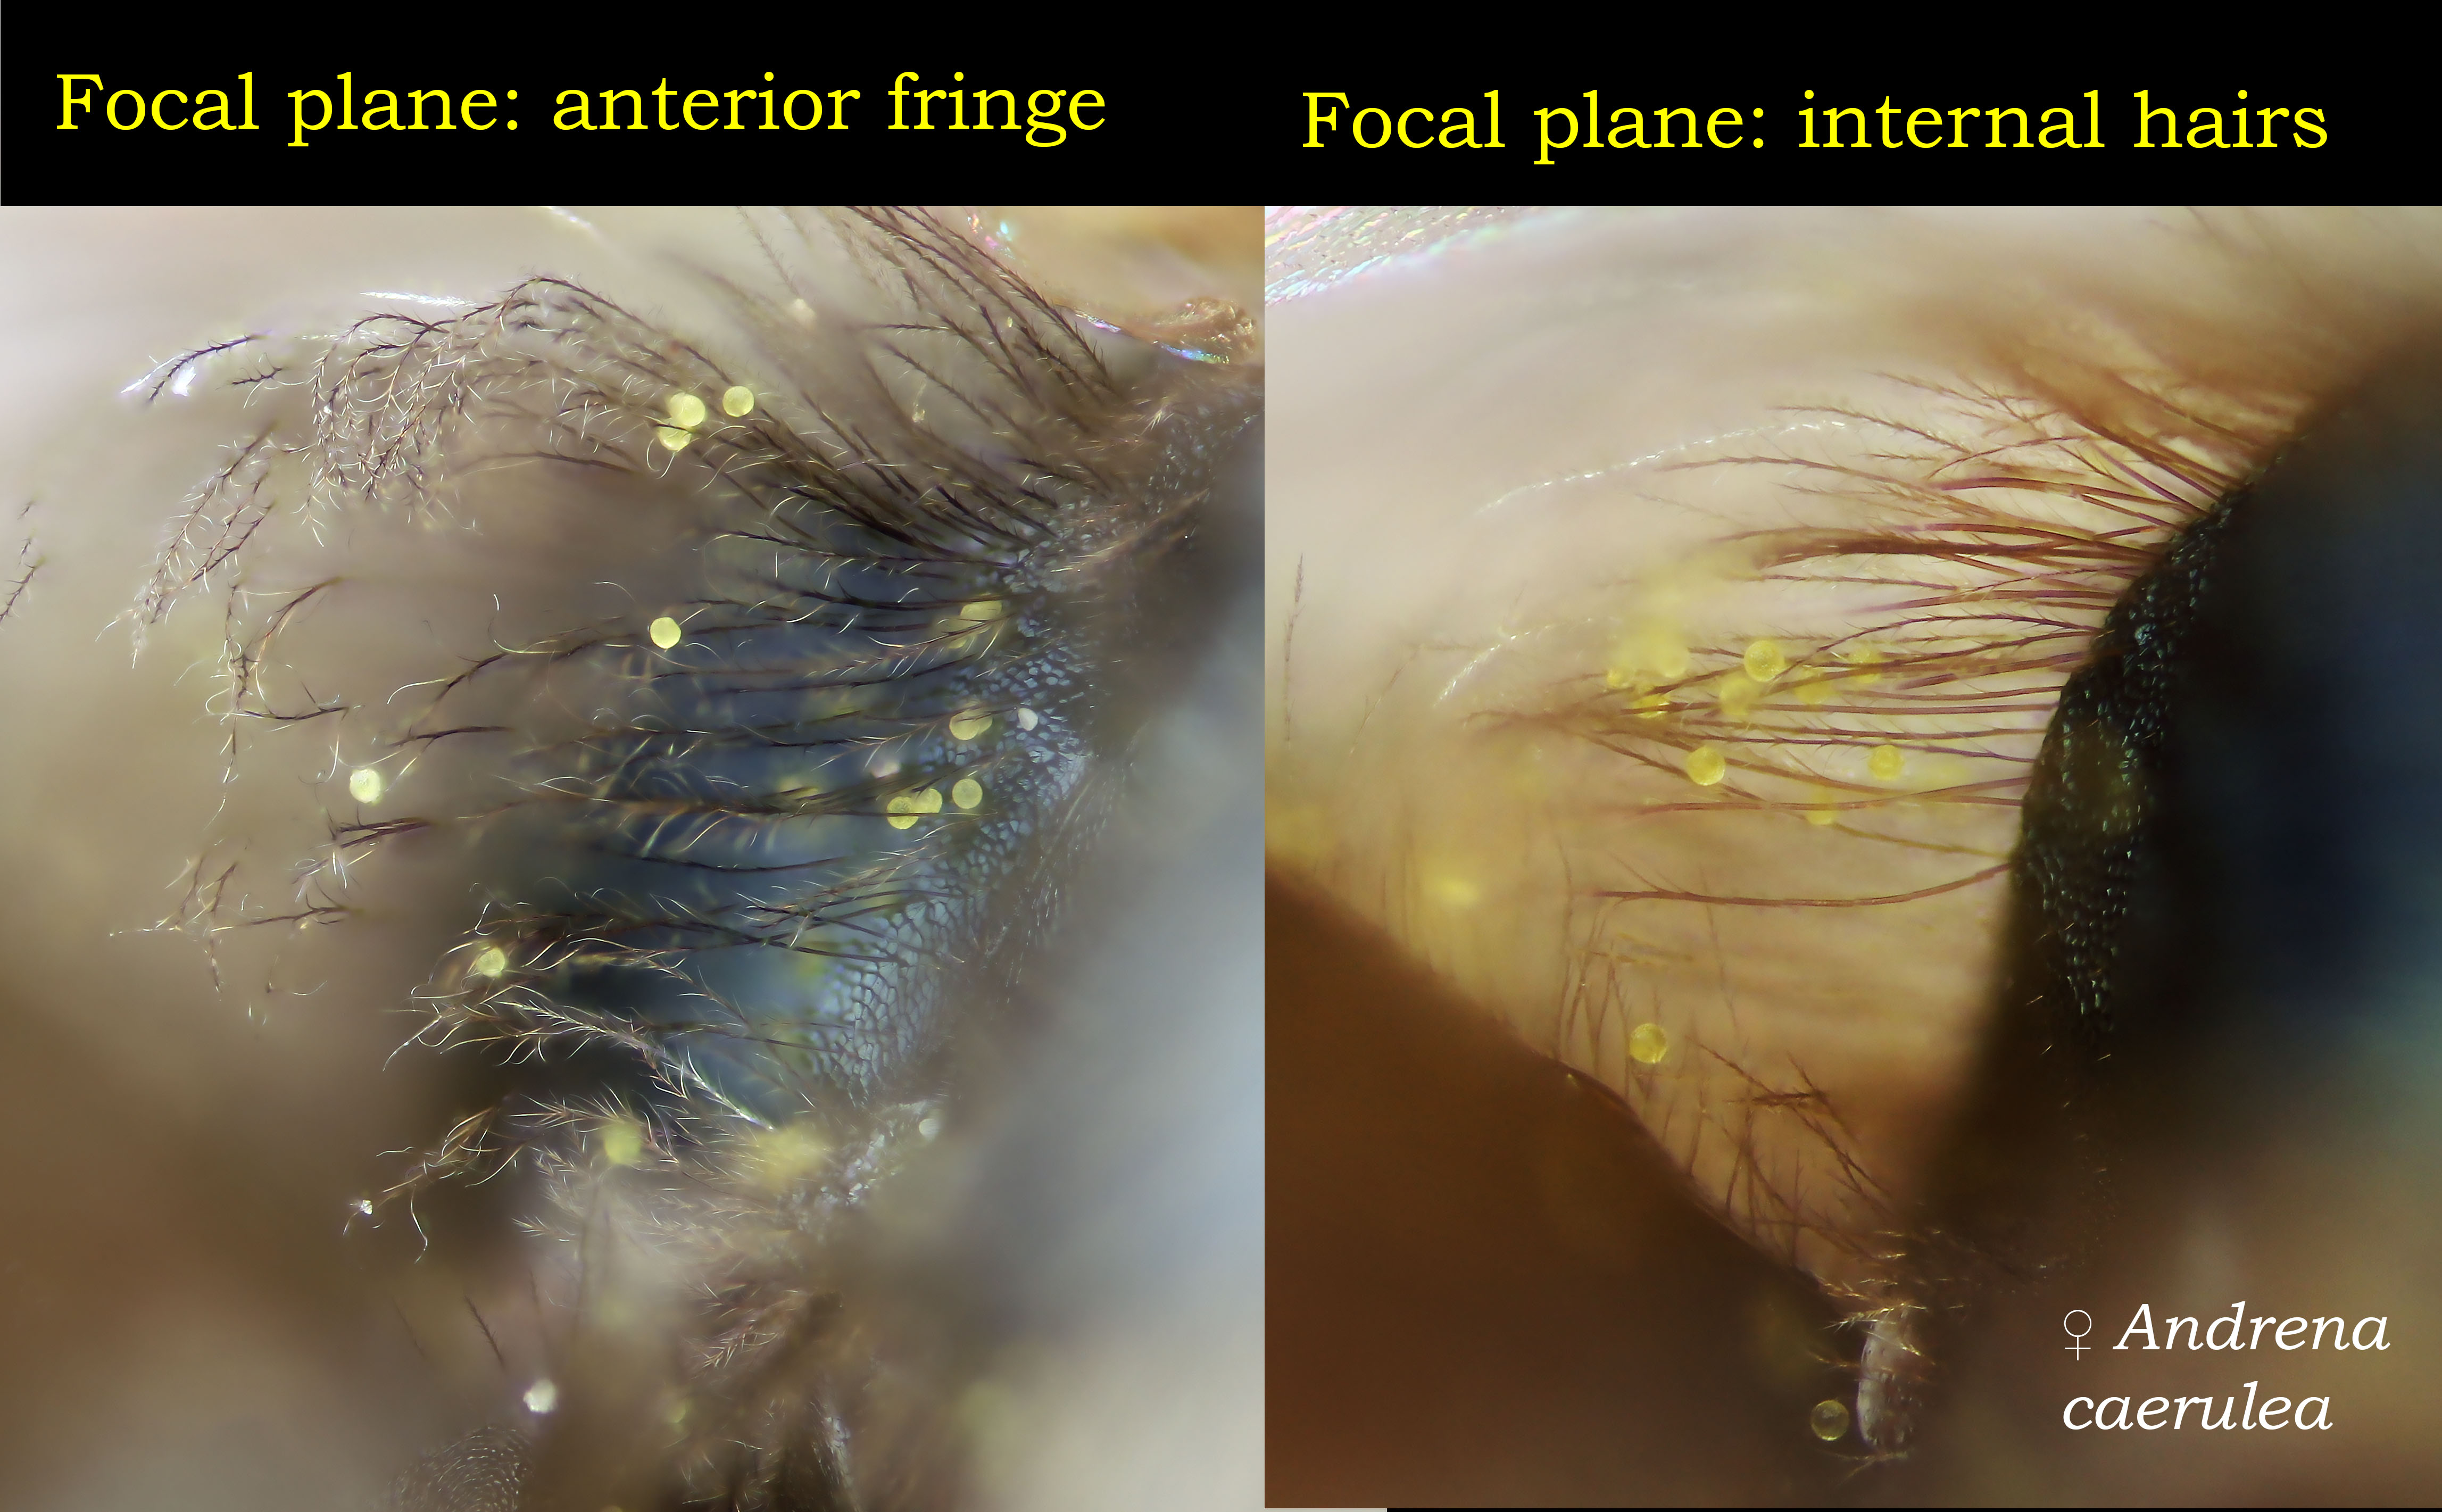 Focal plane: anterior fringe
Focal plane: internal hairs
♀ Andrena
caerulea